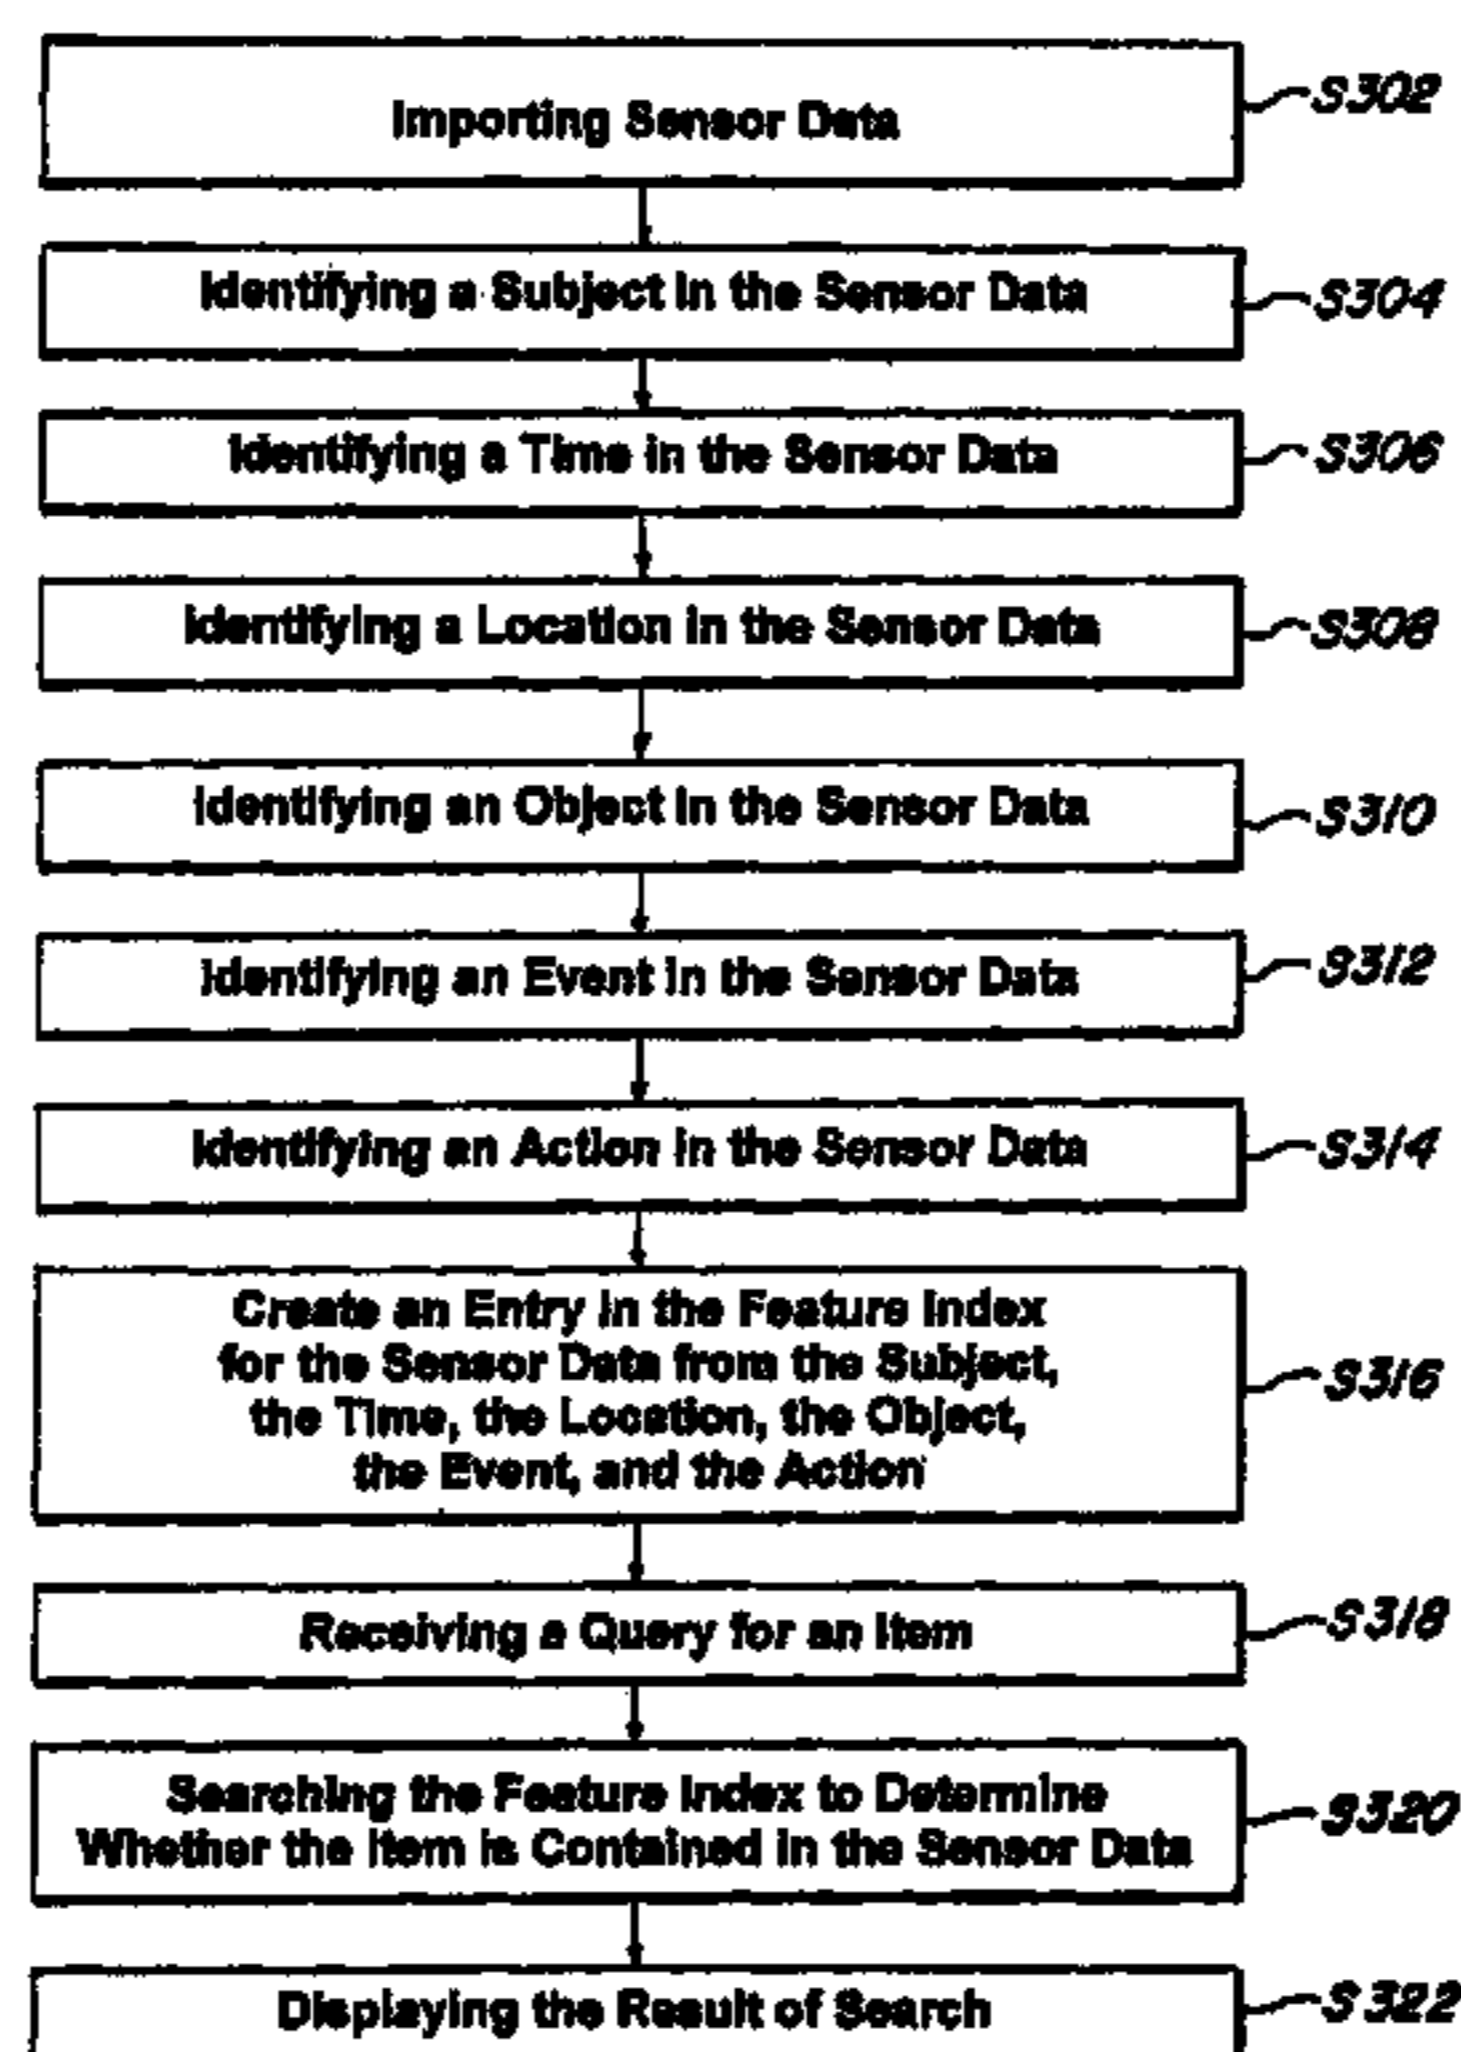 Importing Sensor Data
S302
Identifying a Subject in the Sensor Data
S304
Identifying a Time in the Sensor Data
S306
Identifying a Location in the Sensor Data
S308
Identifying an Object in the Sensor Data
S310
Identifying an Event in the Sensor Data
S312
Identifying an Action in the Sensor Data
S314
Create an Entry in the Feature Index
for the Sensor Data from the Subject,
the Time, the Location, the Object,
the Event, and the Action
S316
Receiving a Query for an Item
S318
Searching the Feature Index to Determine
Whether the Item is Contained in the Sensor Data
S320
Displaying the Result of Search
S322